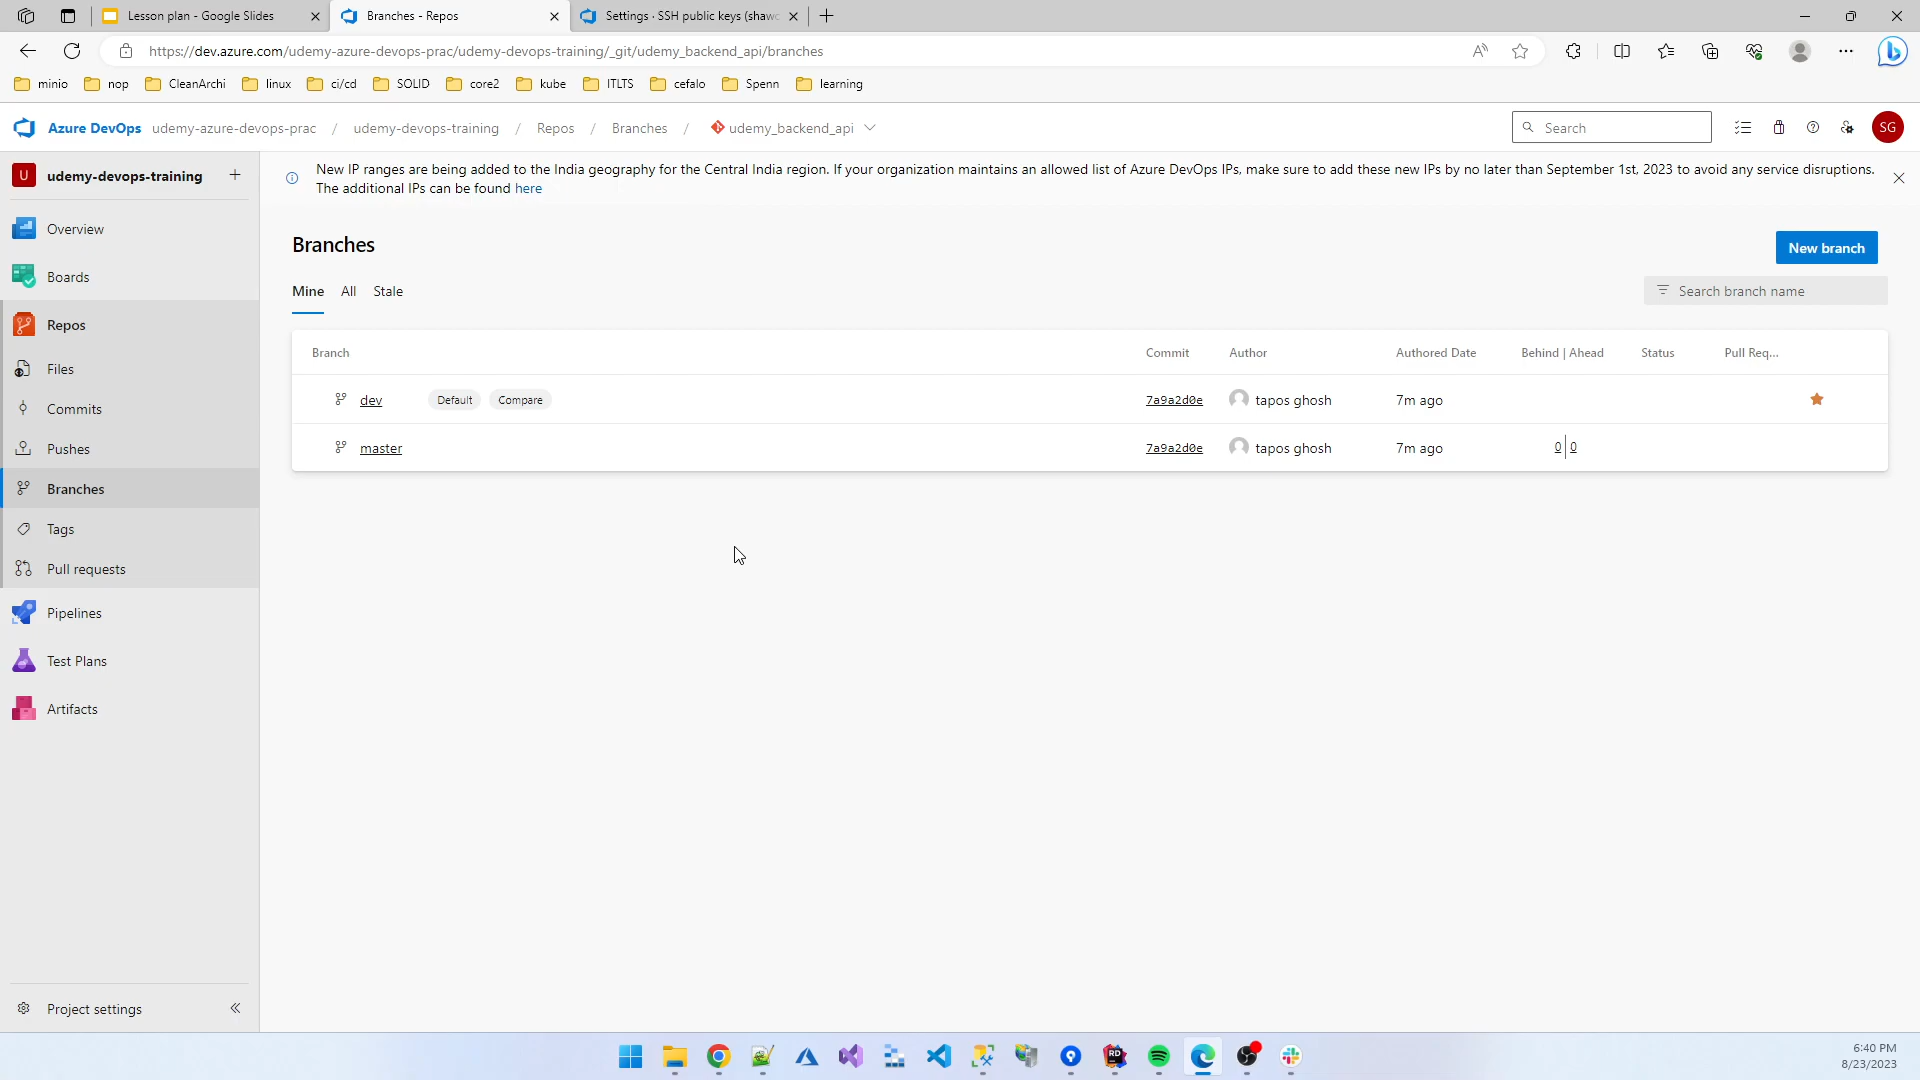 Lesson plan - Google Slides
Branches - Repos
Settings · SSH public keys (shawc
https://dev.azure.com/udemy-azure-devops-prac/udemy-devops-training/_git/udemy_backend_api/branches
minio
nop
CleanArchi
linux
ci/cd
SOLID
core2
kube
ITLTS
cefalo
Spenn
learning
Azure DevOps
udemy-azure-devops-prac / udemy-devops-training / Repos / Branches / udemy_backend_api
Search
SG
U
udemy-devops-training
New IP ranges are being added to the India geography for the Central India region. If your organization maintains an allowed list of Azure DevOps IPs, make sure to add these new IPs by no later than September 1st, 2023 to avoid any service disruptions.
The additional IPs can be found here
Overview
Boards
Repos
Files
Commits
Pushes
Branches
Tags
Pull requests
Pipelines
Test Plans
Artifacts
Project settings
Branches
New branch
Mine All Stale
Search branch name
Branch Commit Author Authored Date Behind | Ahead Status Pull Req...
dev Default Compare 7a9a2d0e tapos ghosh 7m ago
master 7a9a2d0e tapos ghosh 7m ago 0 | 0
6:40 PM
8/23/2023